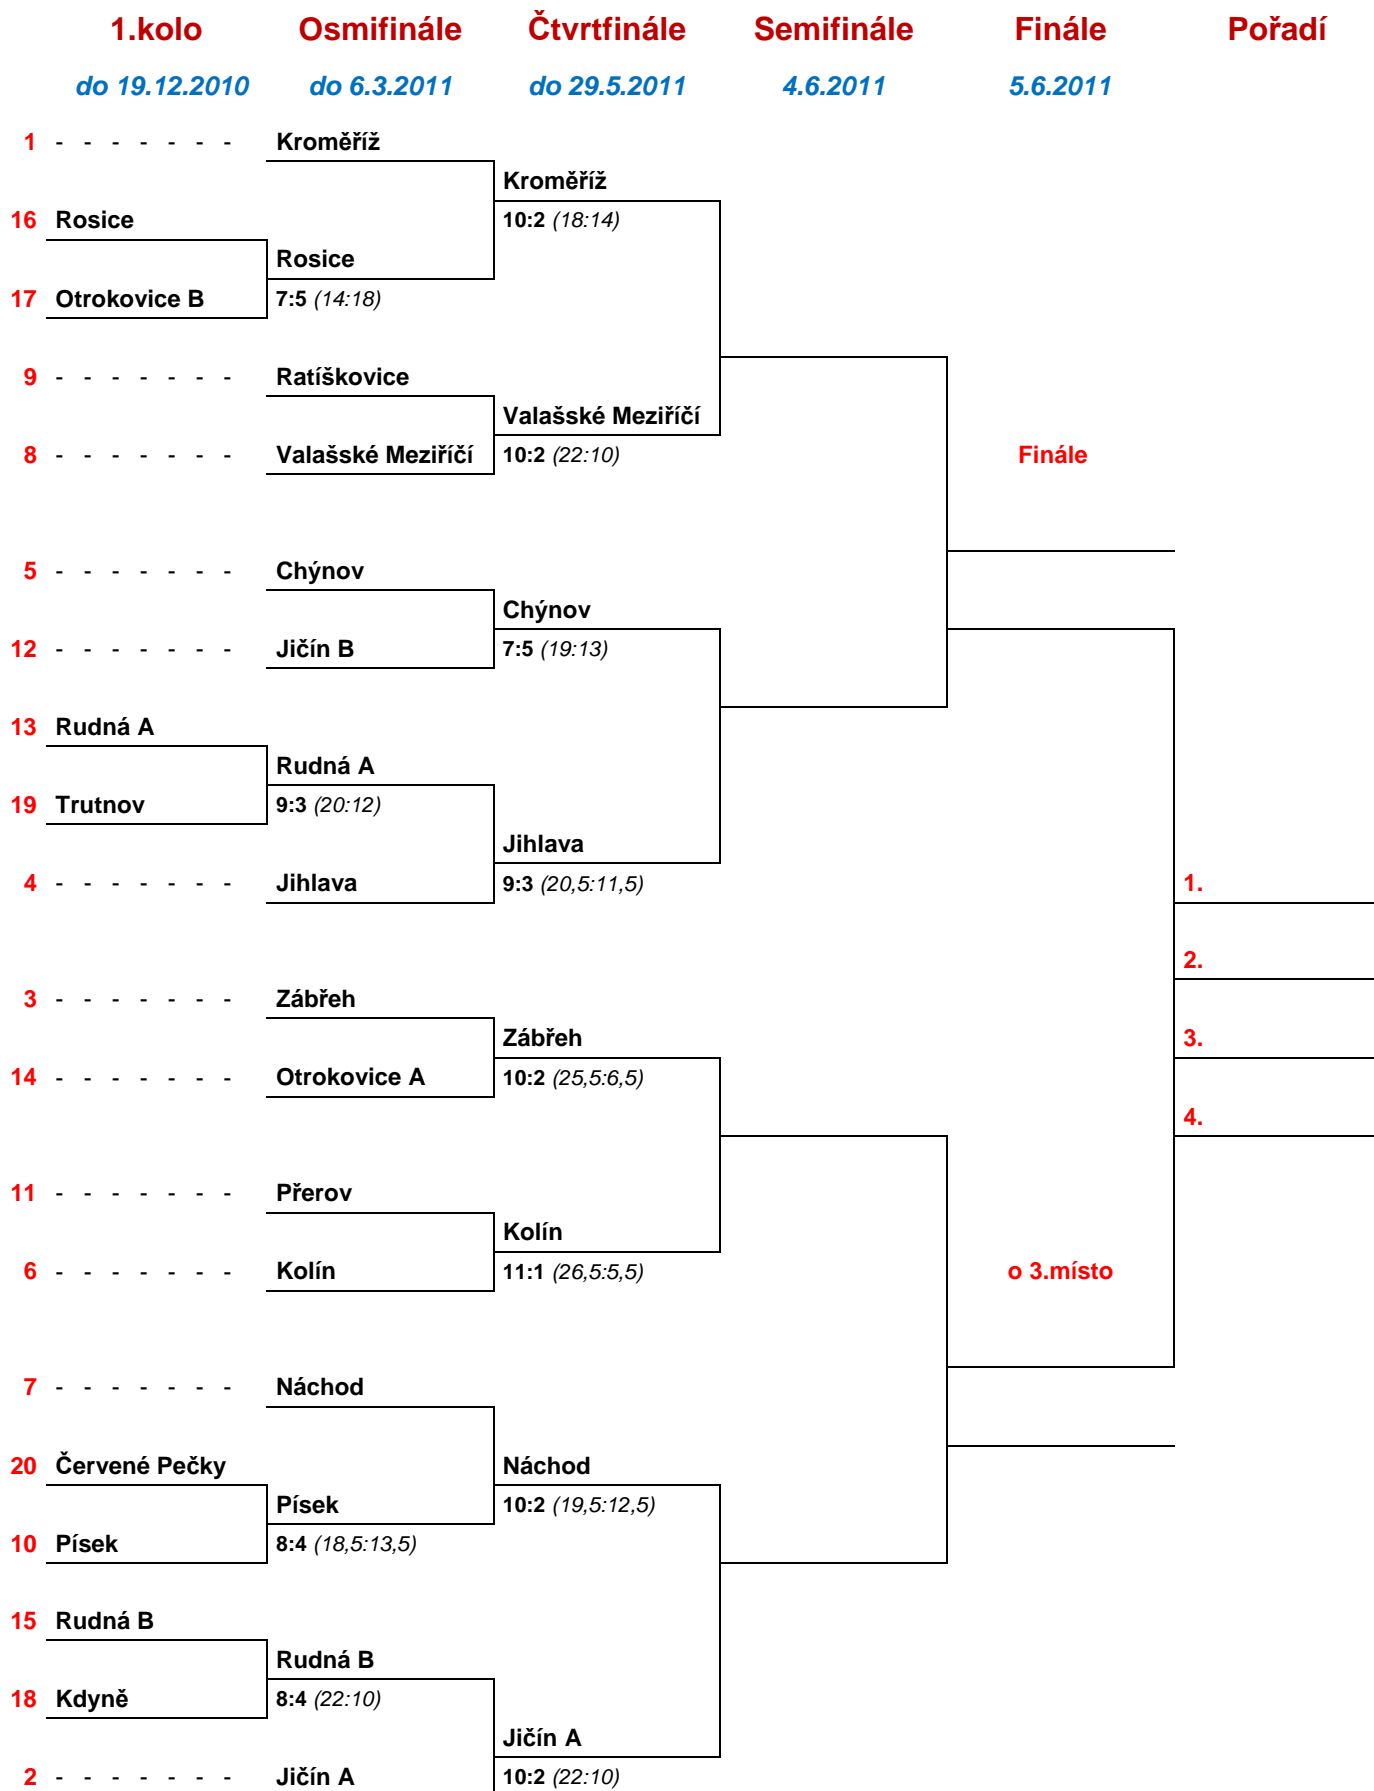 1.kolo Osmifinále Čtvrtfinále Semifinále Finále Pořadí
do 19.12.2010 do 6.3.2011 do 29.5.2011 4.6.2011 5.6.2011
1 - - - - - - - Kroměříž
Kroměříž
16 Rosice 10:2 (18:14)
Rosice
17 Otrokovice B 7:5 (14:18)
9 - - - - - - - Ratíškovice
Valašské Meziříčí
8 - - - - - - - Valašské Meziříčí 10:2 (22:10) Finále
5 - - - - - - - Chýnov
Chýnov
12 - - - - - - - Jičín B 7:5 (19:13)
13 Rudná A
Rudná A
19 Trutnov 9:3 (20:12)
Jihlava
4 - - - - - - - Jihlava 9:3 (20,5:11,5) 1.
2.
3 - - - - - - - Zábřeh
Zábřeh 3.
14 - - - - - - - Otrokovice A 10:2 (25,5:6,5)
4.
11 - - - - - - - Přerov
Kolín
6 - - - - - - - Kolín 11:1 (26,5:5,5) o 3.místo
7 - - - - - - - Náchod
20 Červené Pečky Náchod
Písek 10:2 (19,5:12,5)
10 Písek 8:4 (18,5:13,5)
15 Rudná B
Rudná B
18 Kdyně 8:4 (22:10)
Jičín A
2 - - - - - - - Jičín A 10:2 (22:10)